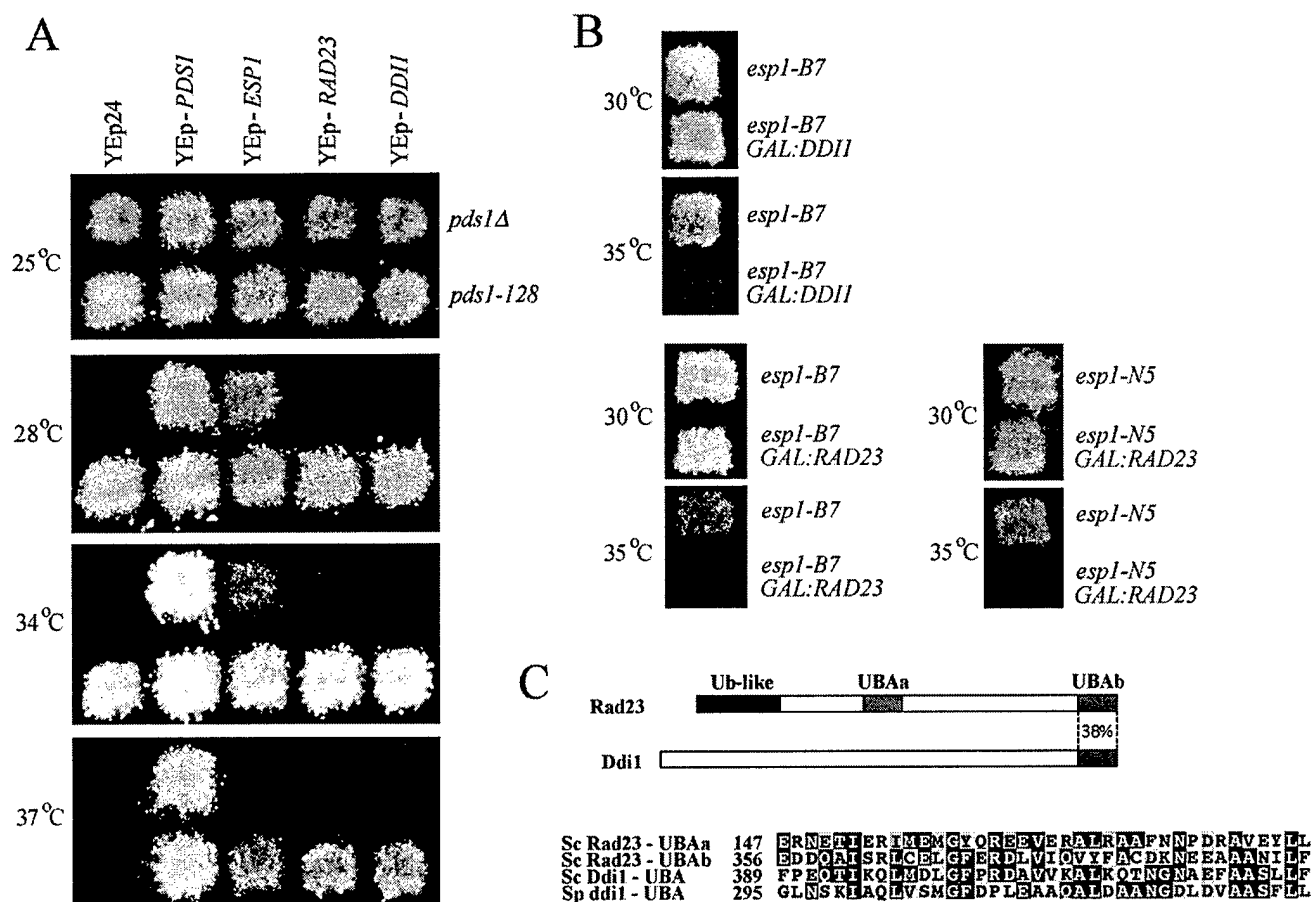 A
YEp24
YEp-PDS1
YEp-ESP1
YEp-RAD23
YEp-DDI1
25°C
pds1Δ
pds1-128
28°C
34°C
37°C
B
30°C
esp1-B7
esp1-B7
GAL:DDI1
35°C
esp1-B7
esp1-B7
GAL:DDI1
30°C
esp1-B7
esp1-B7
GAL:RAD23
35°C
esp1-B7
esp1-B7
GAL:RAD23
30°C
esp1-N5
esp1-N5
GAL:RAD23
35°C
esp1-N5
esp1-N5
GAL:RAD23
C
Ub-like UBAa UBAb
Rad23
38%
Ddi1
Sc Rad23 - UBAa 147 ERNETIERIMEMGYQREEVERALRAAFNNPDRAVEYLL
Sc Rad23 - UBAb 356 EDDQAISRLCELGFERDLVIQVYFACDKNEEAAANILF
Sc Ddi1 - UBA 389 FPEQTIKQLMDLGFPRDAVVKALKQTNGNAEFAASLLF
Sp ddi1 - UBA 295 GLNSKIAQLVSMGFDPLEAAQALDAANGDLDVAASFLL